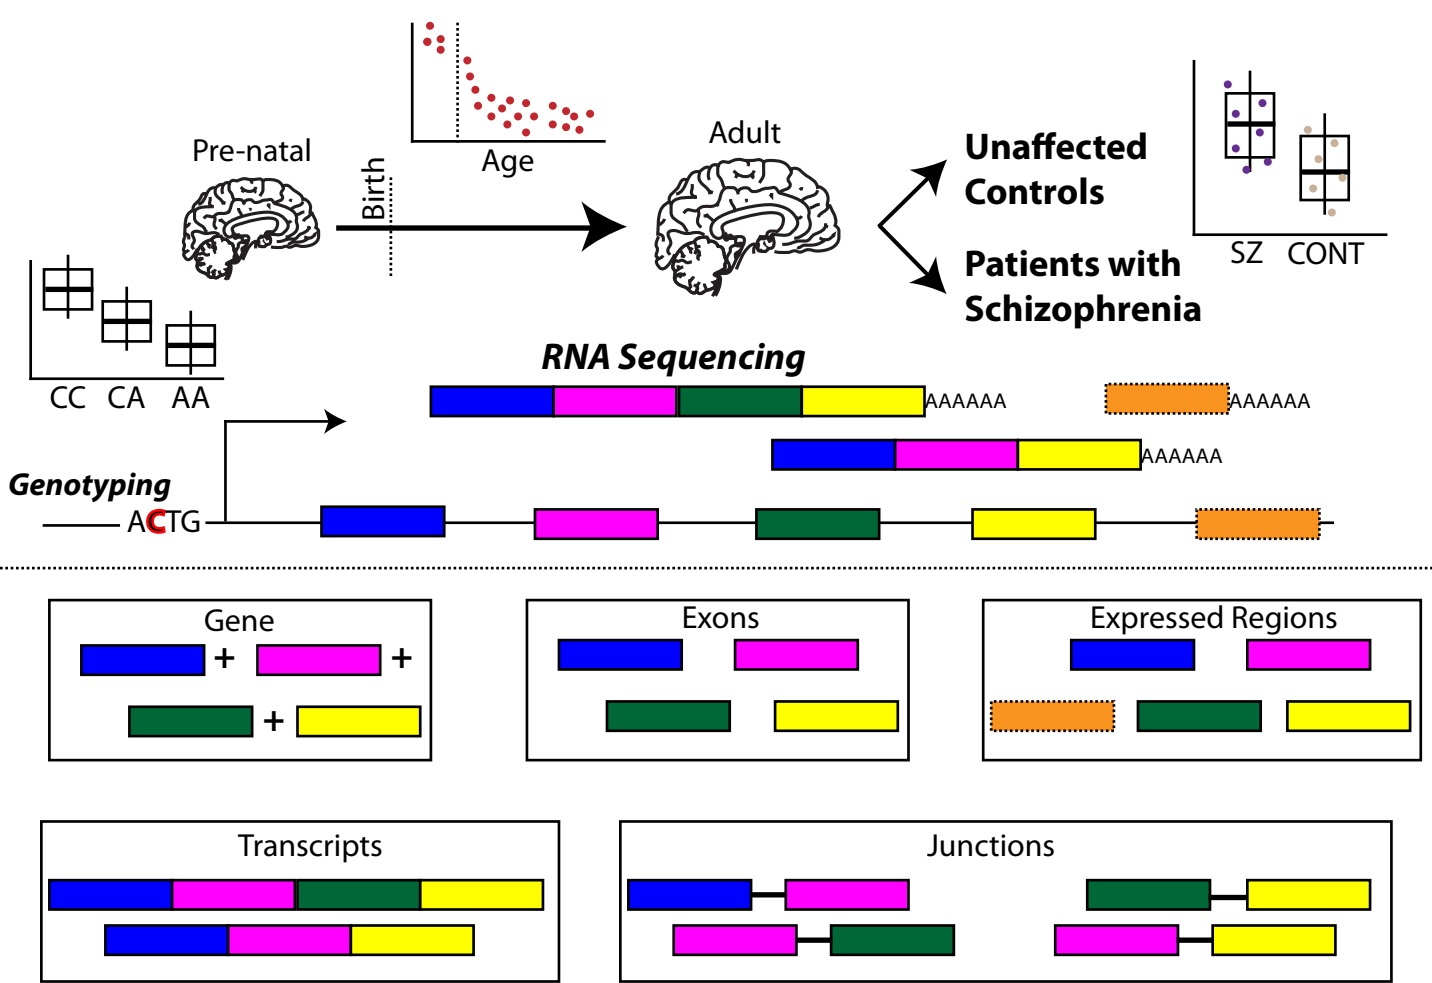 Pre-natal
Birth
Age
Adult
Unaffected
Controls
Patients with
Schizophrenia
SZ CONT
CC CA AA
RNA Sequencing
AAAAAA
AAAAAA
AAAAAA
Genotyping
ACTG
Gene
+
+
+
Exons
Expressed Regions
Transcripts
Junctions